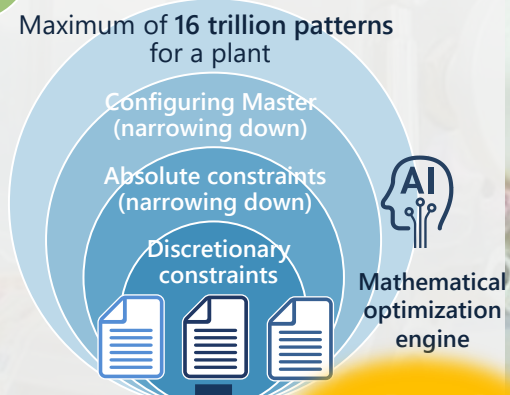 Maximum of 16 trillion patterns
for a plant
Configuring Master
(narrowing down)
Absolute constraints
(narrowing down)
Discretionary
constraints
AI
Mathematical
optimization
engine